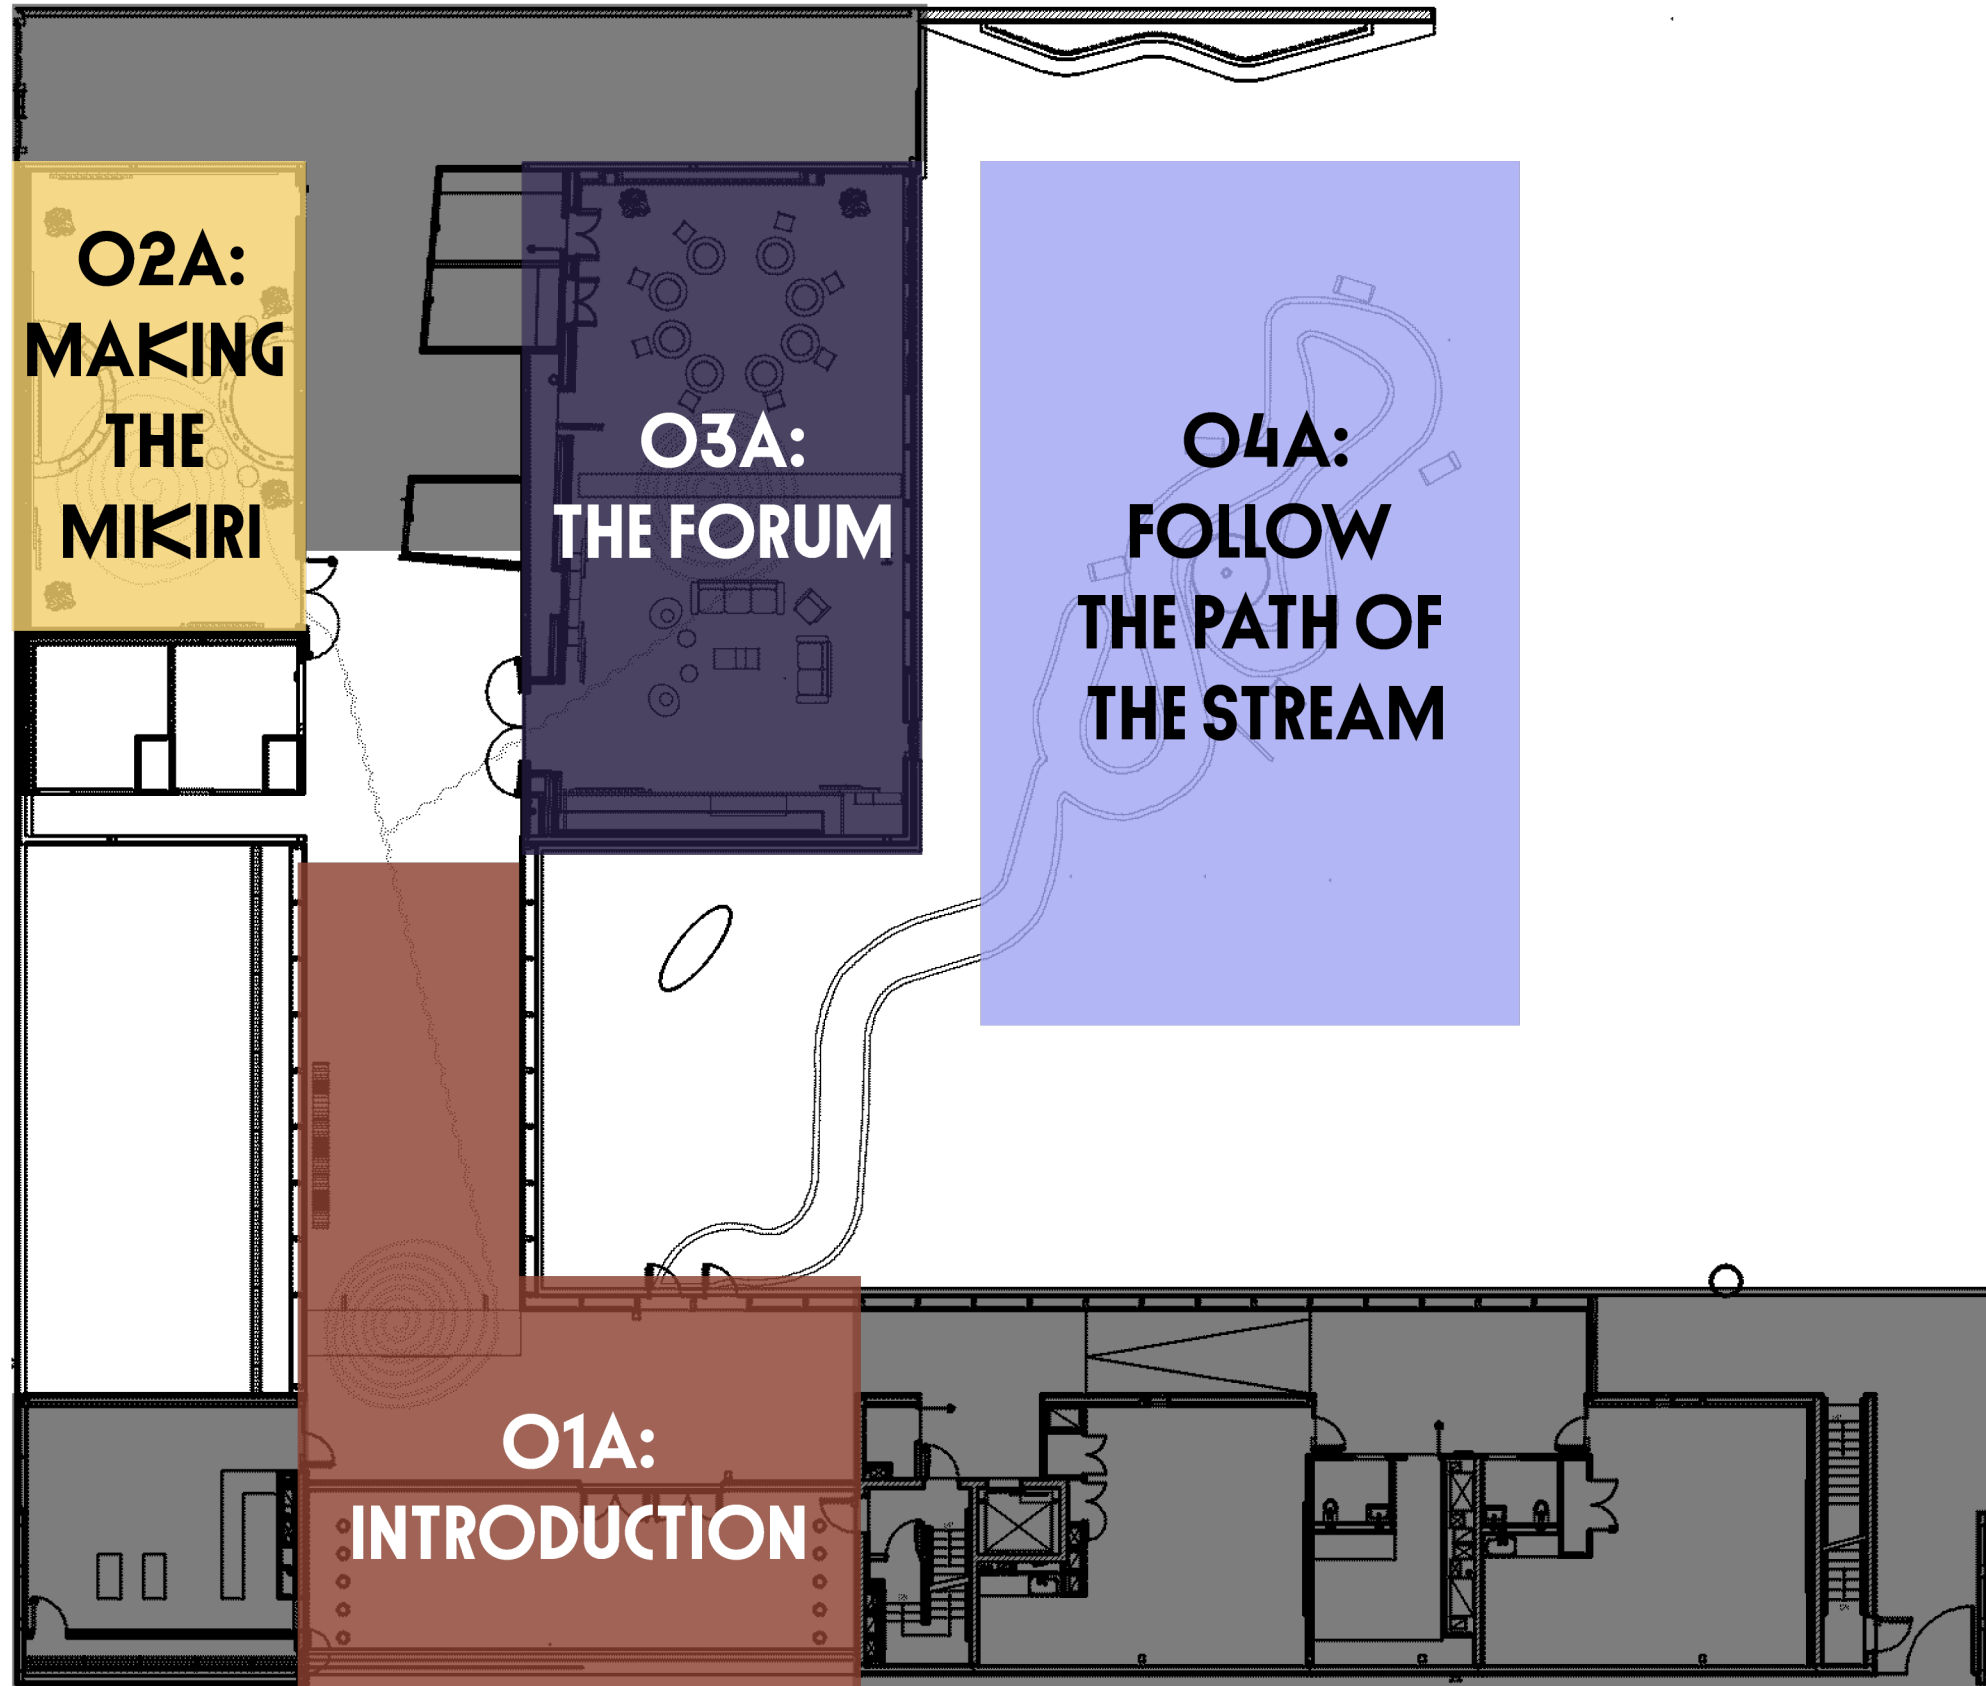 02A:
MAKING
THE
MIKIRI
03A:
THE FORUM
04A:
FOLLOW
THE PATH OF
THE STREAM
01A:
INTRODUCTION